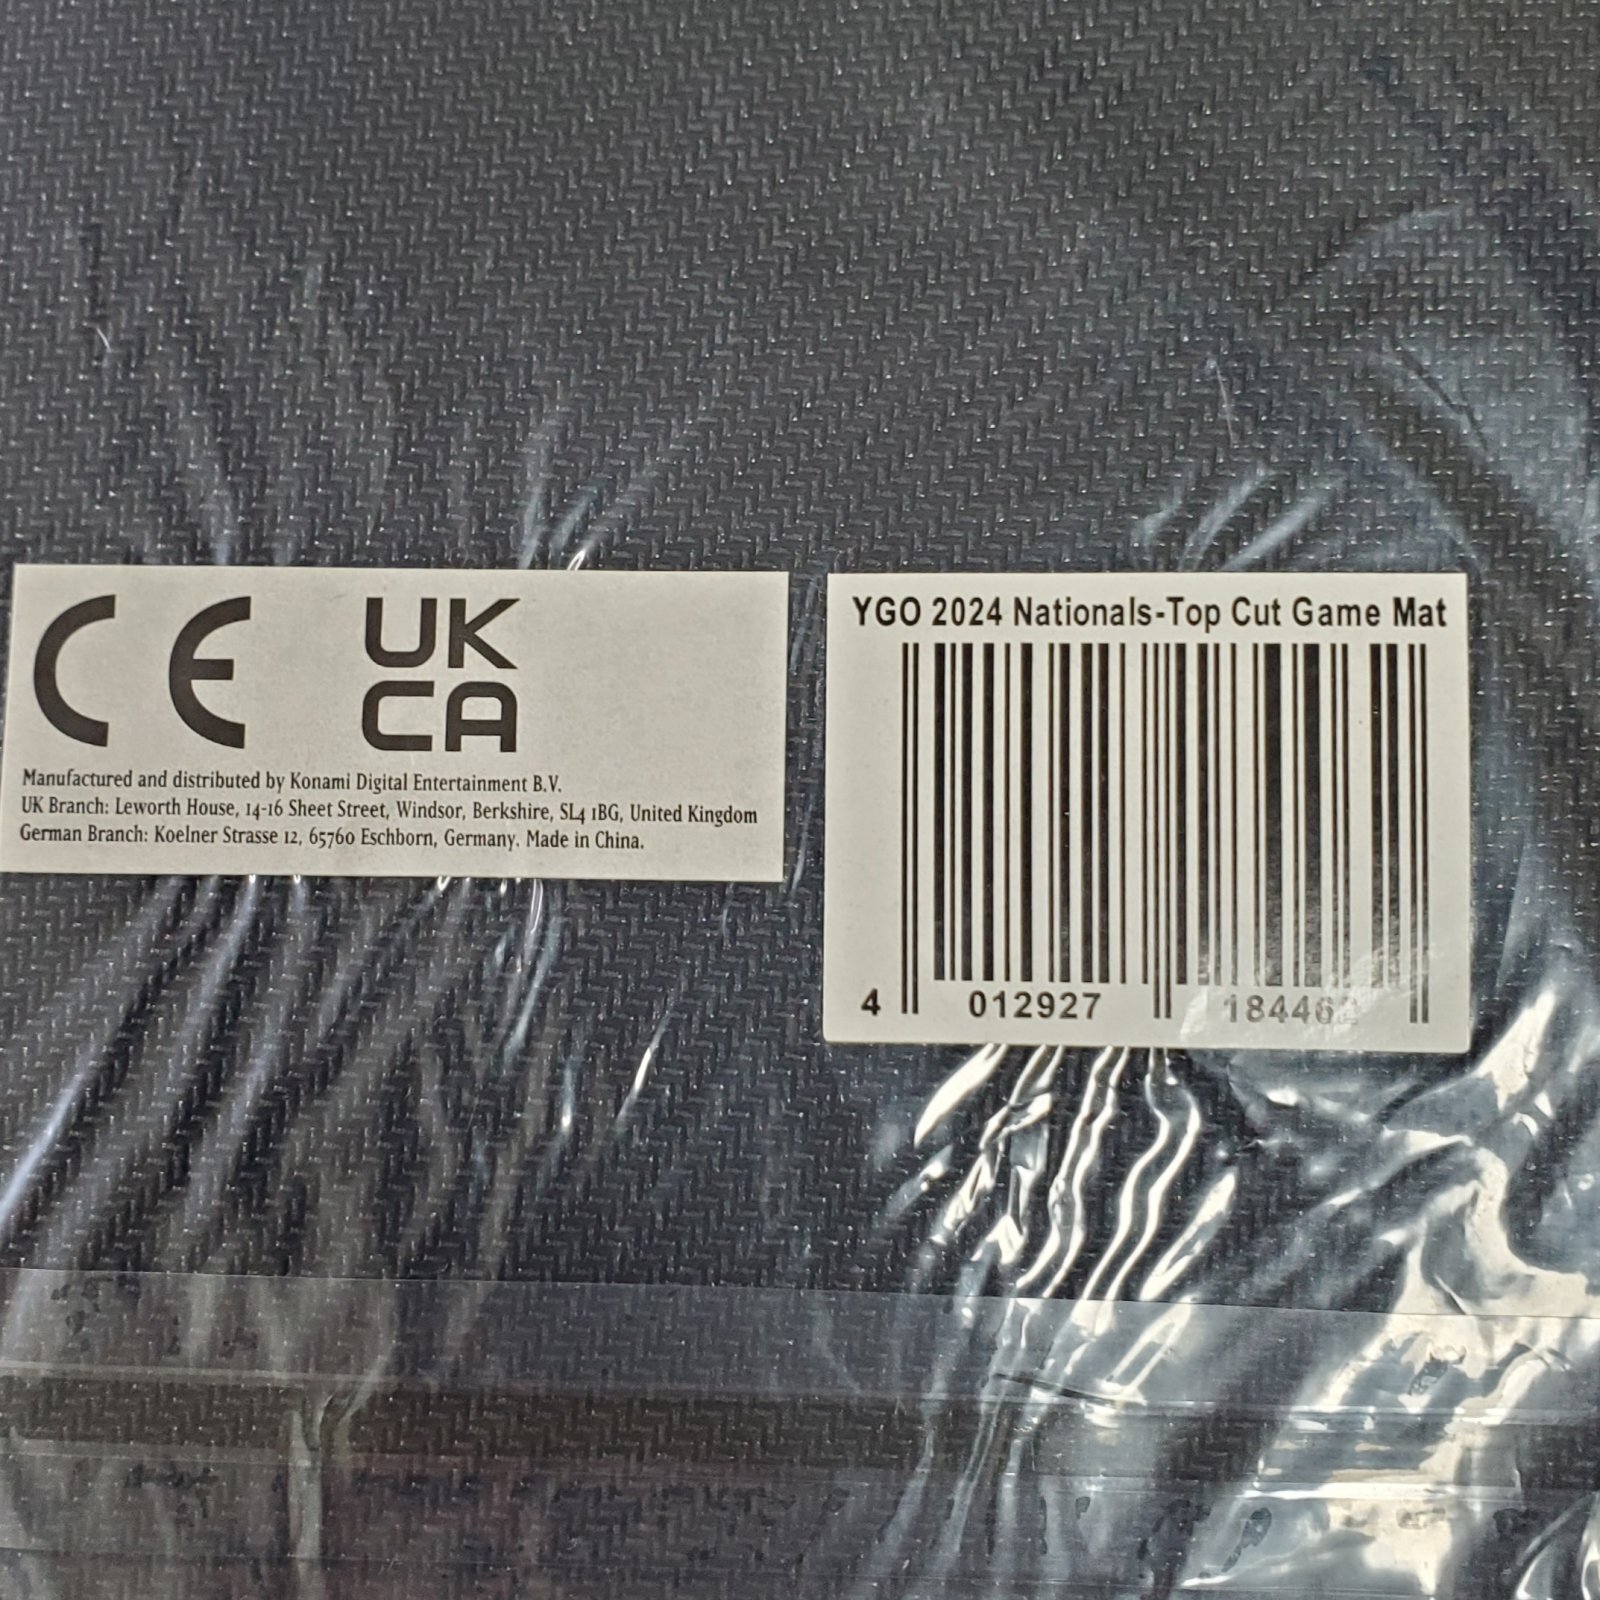 CE
UK
CA
Manufactured and distributed by Konami Digital Entertainment B.V.
UK Branch: Leworth House, 14-16 Sheet Street, Windsor, Berkshire, SL4 1BG, United Kingdom
German Branch: Koelner Strasse 12, 65760 Eschborn, Germany. Made in China.
YGO 2024 Nationals-Top Cut Game Mat
4 012927 184462